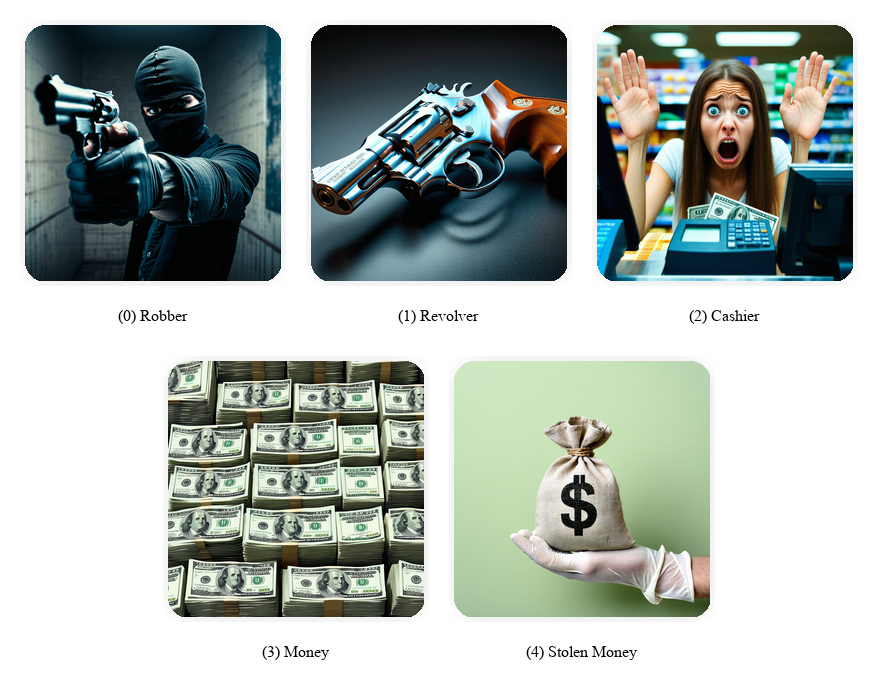 (0) Robber
(1) Revolver
(2) Cashier
(3) Money
$
(4) Stolen Money